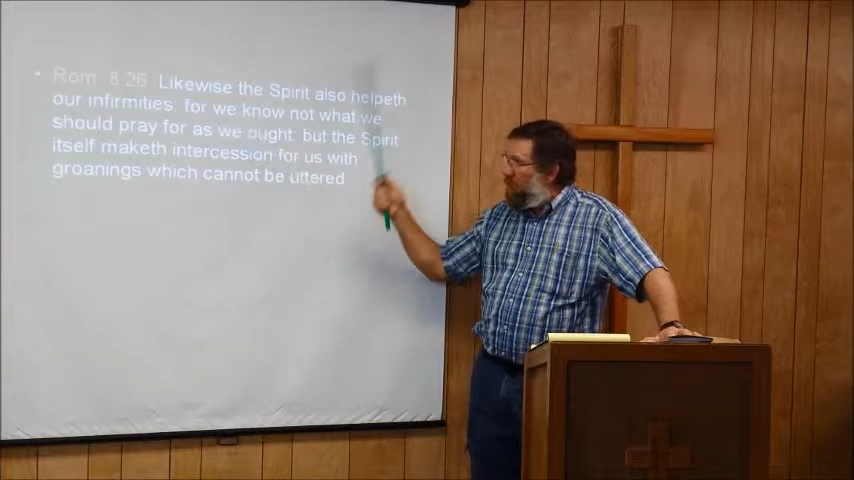 • Rom 8:26 Likewise the Spirit also helpeth
our infirmities: for we know not what we
should pray for as we ought: but the Spirit
itself maketh intercession for us with
groanings which cannot be uttered